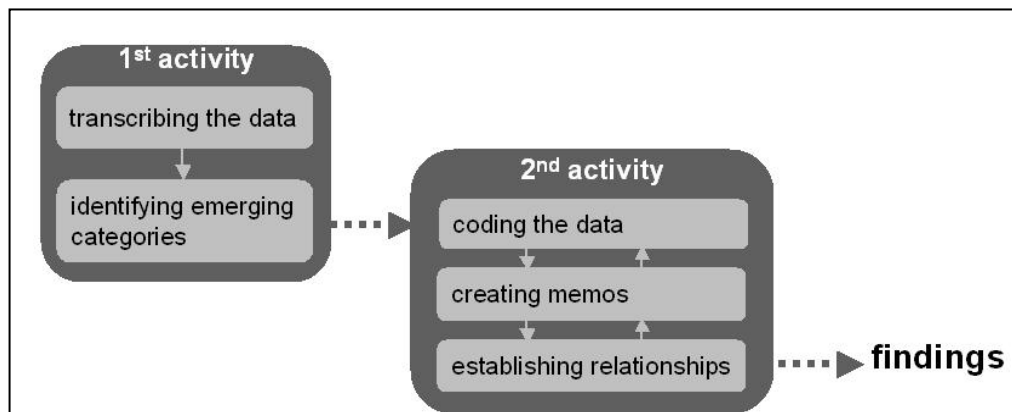 1st activity
transcribing the data
identifying emerging
categories
2nd activity
coding the data
creating memos
establishing relationships
findings